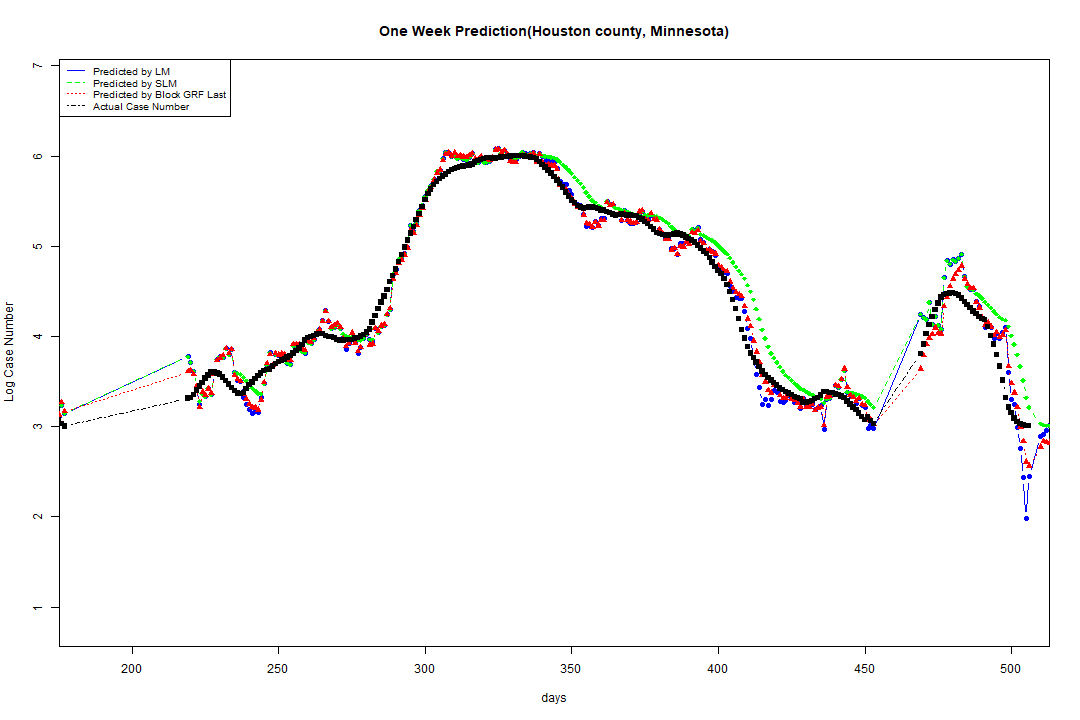 One Week Prediction(Houston county, Minnesota)
Predicted by LM
Predicted by SLM
Predicted by Block GRF Last
Actual Case Number
Log Case Number
7
6
5
4
3
2
1
200 250 300 350 400 450 500
days